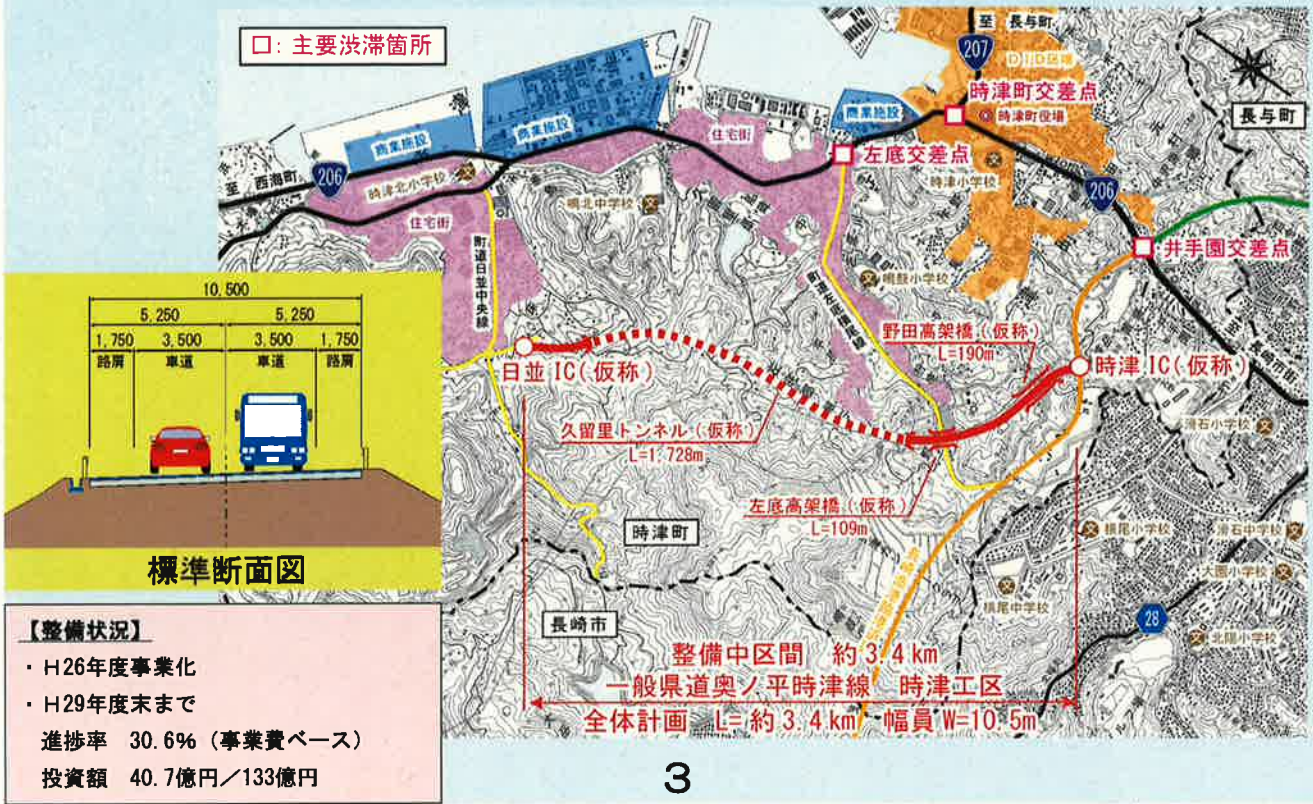 □: 主要渋滞箇所
至 長与町
207
DID区域
時津町交差点
時津町役場
長与町
商業施設
商業施設
商業施設
住宅街
左底交差点
時津小学校
206
至 西海町
206
時津北小学校
文
住宅街
鳴北中学校
文
町道日並中央線
井手園交差点
文
鳴鼓小学校
野田高架橋(仮称)
L=190m
日並IC(仮称)
時津IC(仮称)
久留里トンネル(仮称)
L=1.728m
滑石小学校
文
左底高架橋(仮称)
L=109m
時津町
文
横尾小学校
滑石中学校
文
大園小学校
文
文
横尾中学校
長崎市
28
文
北陽小学校
整備中区間 約3.4km
一般県道奥ノ平時津線 時津工区
全体計画 L=約3.4km 幅員W=10.5m
10,500
5,250
5,250
1,750
3,500
3,500
1,750
路肩
車道
車道
路肩
標準断面図
【整備状況】
・H26年度事業化
・H29年度末まで
進捗率 30.6%(事業費ベース)
投資額 40.7億円/133億円
3